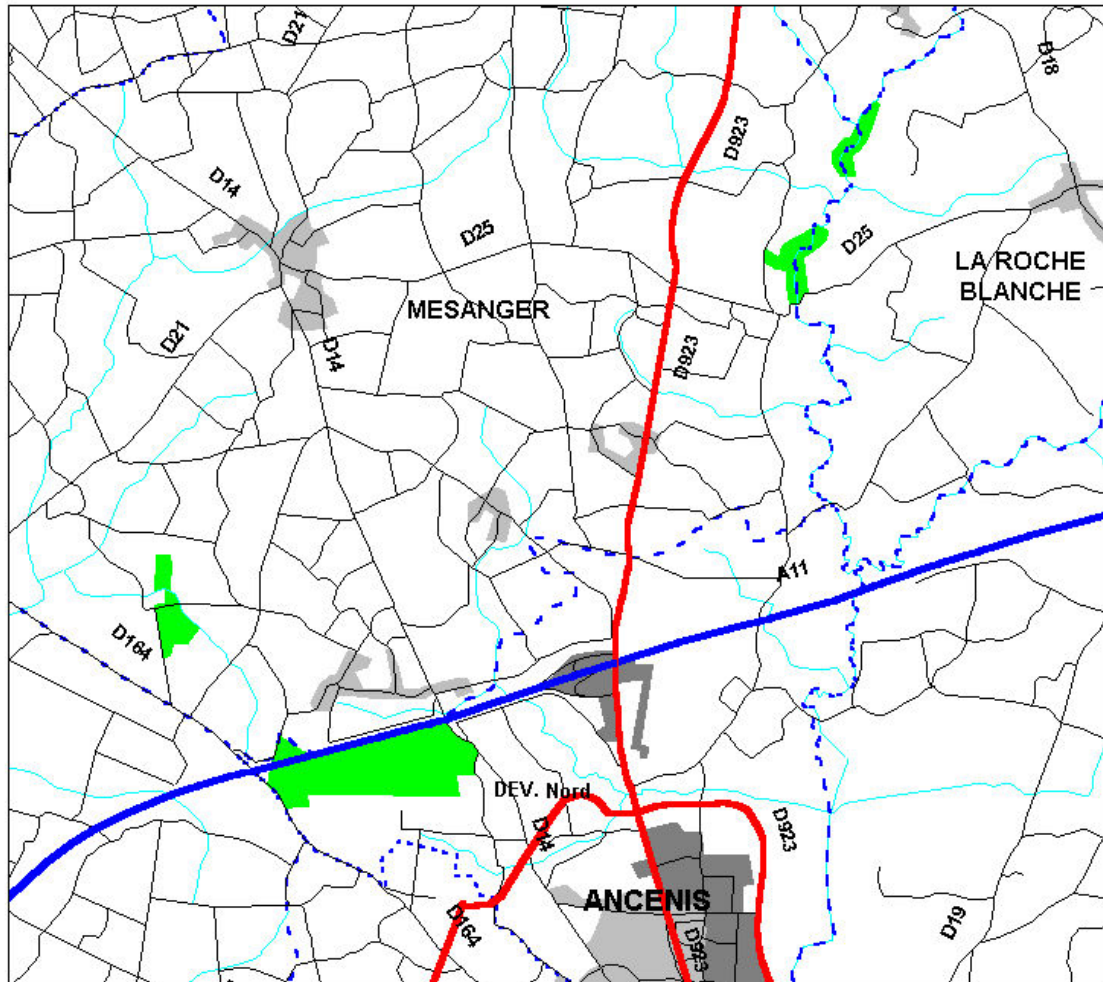 D21
D18
D923
D14
D25
D25
LA ROCHE
BLANCHE
MESANGER
D21
D14
D923
A11
D164
DEV. Nord
D14
D923
ANCENIS
D164
D923
D19